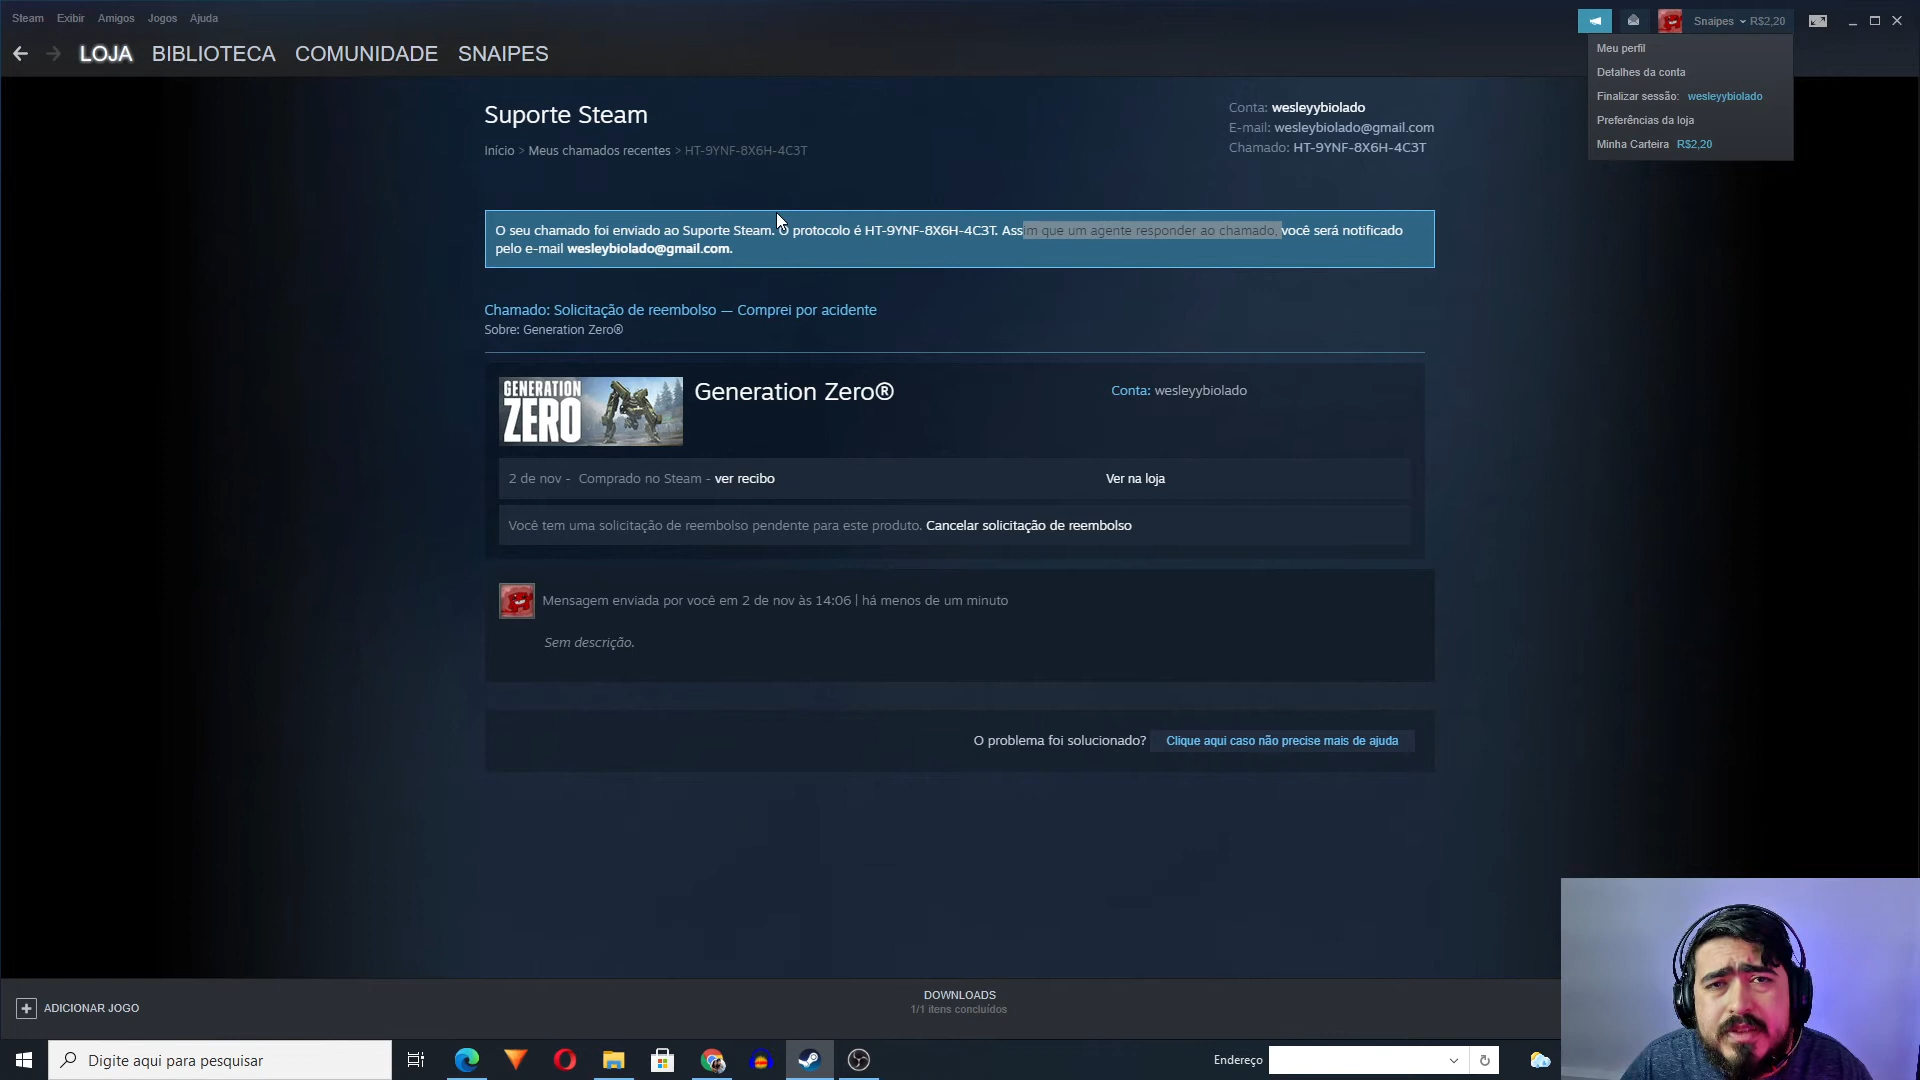 Steam Exibir Amigos Jogos Ajuda
Snaipes R$2,20
LOJA BIBLIOTECA COMUNIDADE SNAIPES
Meu perfil
Detalhes da conta
Finalizar sessão: wesleyybiolado
Preferências da loja
Minha Carteira R$2,20
Suporte Steam
Conta: wesleyybiolado
E-mail: wesleybiolado@gmail.com
Chamado: HT-9YNF-8X6H-4C3T
Início > Meus chamados recentes > HT-9YNF-8X6H-4C3T
O seu chamado foi enviado ao Suporte Steam. O protocolo é HT-9YNF-8X6H-4C3T. Assim que um agente responder ao chamado, você será notificado
pelo e-mail wesleybiolado@gmail.com.
Chamado: Solicitação de reembolso — Comprei por acidente
Sobre: Generation Zero®
GENERATION
ZERO
Generation Zero®
Conta: wesleyybiolado
2 de nov - Comprado no Steam - ver recibo
Ver na loja
Você tem uma solicitação de reembolso pendente para este produto. Cancelar solicitação de reembolso
Mensagem enviada por você em 2 de nov às 14:06 | há menos de um minuto
Sem descrição.
O problema foi solucionado? Clique aqui caso não precise mais de ajuda
ADICIONAR JOGO
DOWNLOADS
1/1 itens concluídos
Digite aqui para pesquisar
Endereço